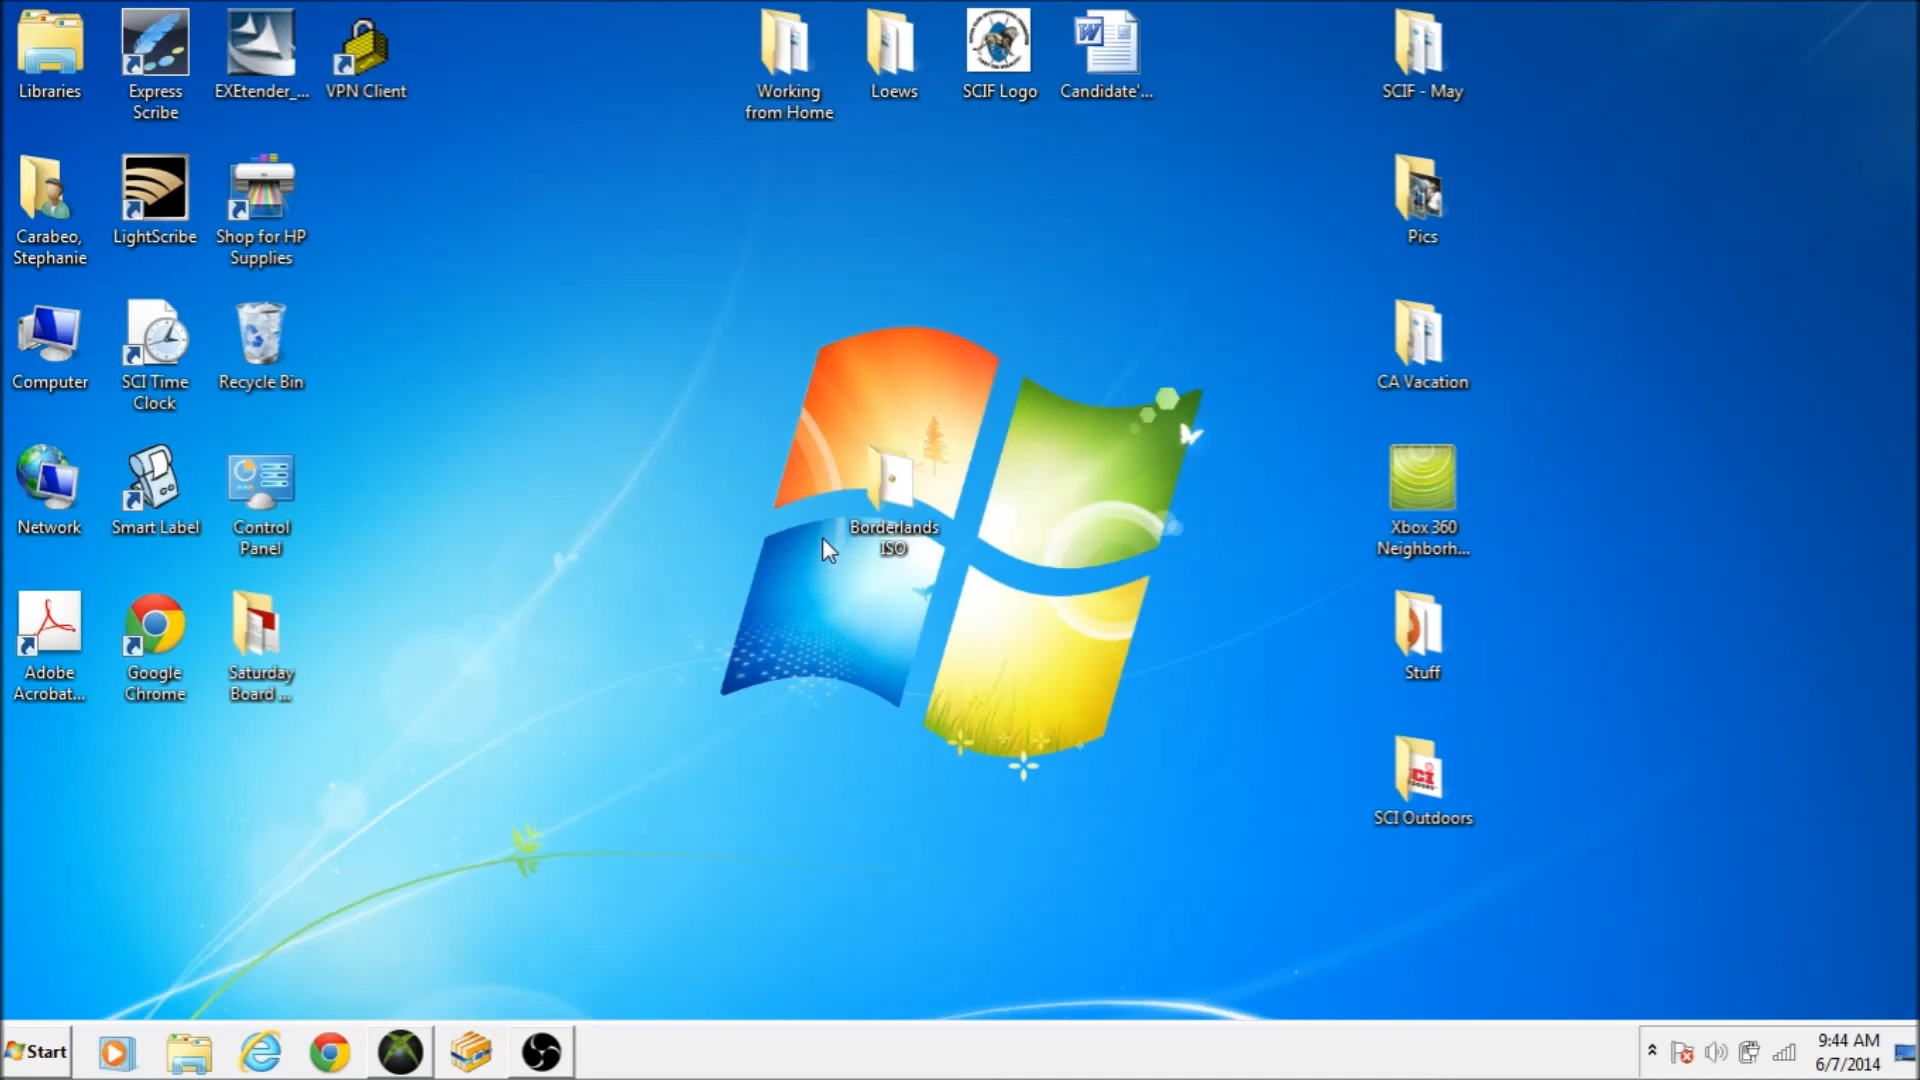 Libraries
Express
Scribe
EXEtender_...
VPN Client
Working
from Home
Loews
SCIF Logo
Candidate'...
SCIF - May
Carabeo,
Stephanie
LightScribe
Shop for HP
Supplies
Pics
Computer
SCI Time
Clock
Recycle Bin
CA Vacation
Network
Smart Label
Control
Panel
Borderlands
ISO
Xbox 360
Neighborh...
Adobe
Acrobat...
Google
Chrome
Saturday
Board ...
Stuff
SCI Outdoors
Start
9:44 AM
6/7/2014